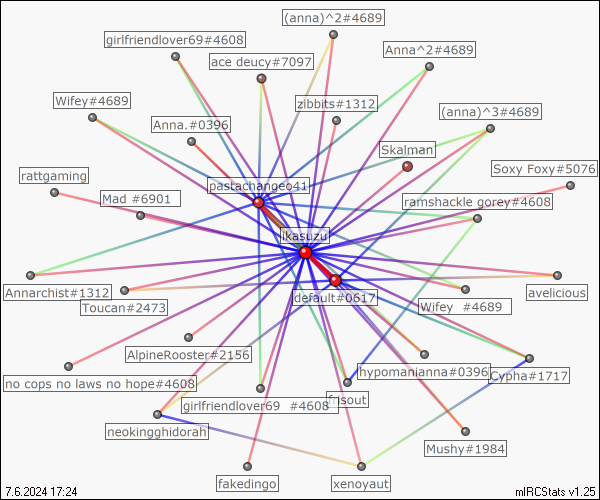 (anna)^2#4689
girlfriendlover69#4608
Anna^2#4689
ace deucy#7097
Wifey#4689
zibbits#1312
(anna)^3#4689
Anna.#0396
Skalman
Soxy Foxy#5076
rattgaming
pastachangeo41
Mad #6901
ramshackle gorey#4608
ikasuzu
Annarchist#1312
default#0617
avelicious
Toucan#2473
Wifey #4689
AlpineRooster#2156
no cops no laws no hope#4608
hypomanianna#0396
Cypha#1717
girlfriendlover69 #4608
neokingghidorah
Mushy#1984
fakedingo
xenoyaut
7.6.2024 17:24
mIRCStats v1.25